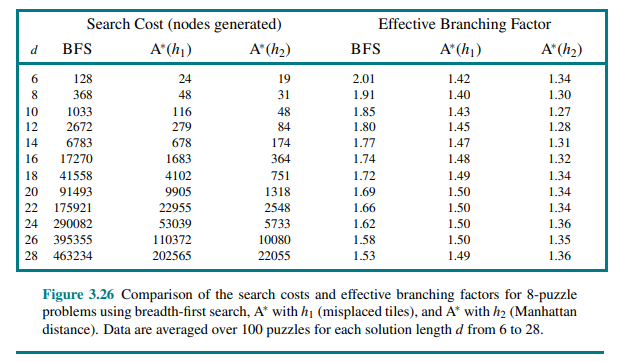 Search Cost (nodes generated) Effective Branching Factor
d BFS A*(h1) A*(h2) BFS A*(h1) A*(h2)
6 128 24 19 2.01 1.42 1.34
8 368 48 31 1.91 1.40 1.30
10 1033 116 48 1.85 1.43 1.27
12 2672 279 84 1.80 1.45 1.28
14 6783 678 174 1.77 1.47 1.31
16 17270 1683 364 1.74 1.48 1.32
18 41558 4102 751 1.72 1.49 1.34
20 91493 9905 1318 1.69 1.50 1.34
22 175921 22955 2548 1.66 1.50 1.34
24 290082 53039 5733 1.62 1.50 1.36
26 395355 110372 10080 1.58 1.50 1.35
28 463234 202565 22055 1.53 1.49 1.36
Figure 3.26 Comparison of the search costs and effective branching factors for 8-puzzle
problems using breadth-first search, A* with h1 (misplaced tiles), and A* with h2 (Manhattan
distance). Data are averaged over 100 puzzles for each solution length d from 6 to 28.